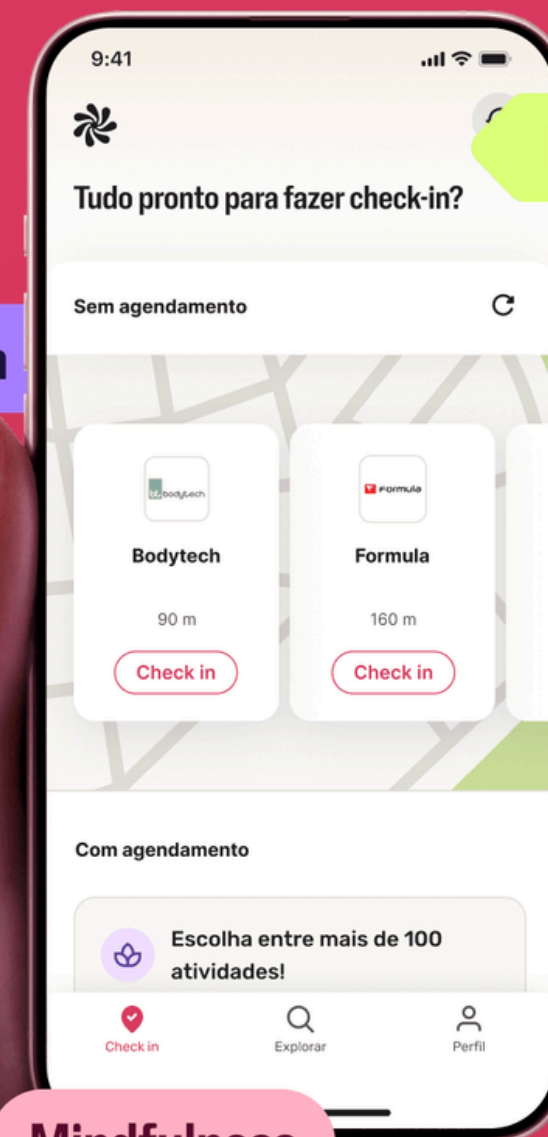 9:41
Tudo pronto para fazer check-in?
Sem agendamento
bt bodytech
Formula
Bodytech
Formula
90 m
160 m
Check in
Check in
Com agendamento
Escolha entre mais de 100
atividades!
Check in
Explorar
Perfil
Mindfulness